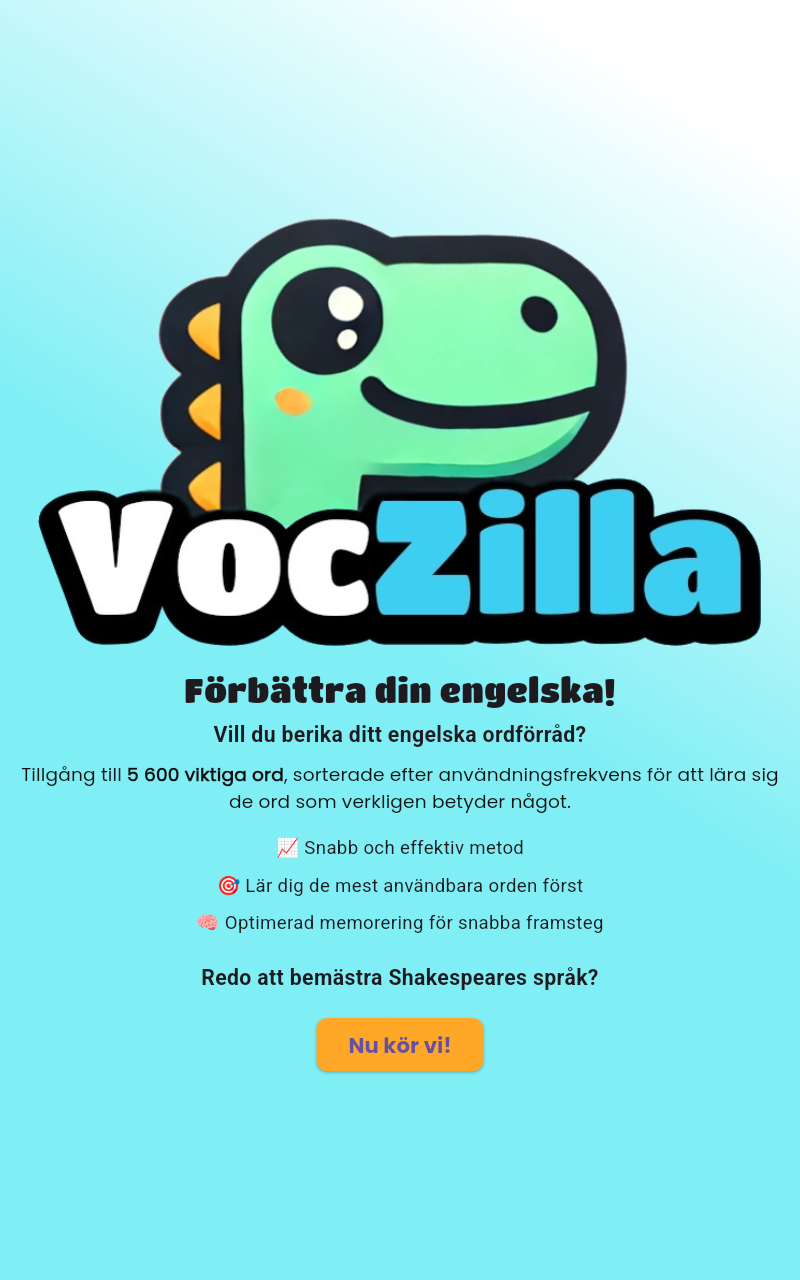 VocZilla
Förbättra din engelska!
Vill du berika ditt engelska ordförråd?
Tillgång till 5 600 viktiga ord, sorterade efter användningsfrekvens för att lära sig
de ord som verkligen betyder något.
📈 Snabb och effektiv metod
🎯 Lär dig de mest användbara orden först
🧠 Optimerad memorering för snabba framsteg
Redo att bemästra Shakespeares språk?
Nu kör vi!